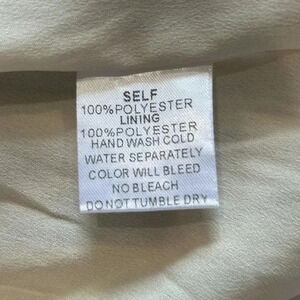 SELF
100%POLYESTER
LINING
100%POLYESTER
HAND WASH COLD
WATER SEPARATELY
COLOR WILL BLEED
NO BLEACH
DO NOT TUMBLE DRY